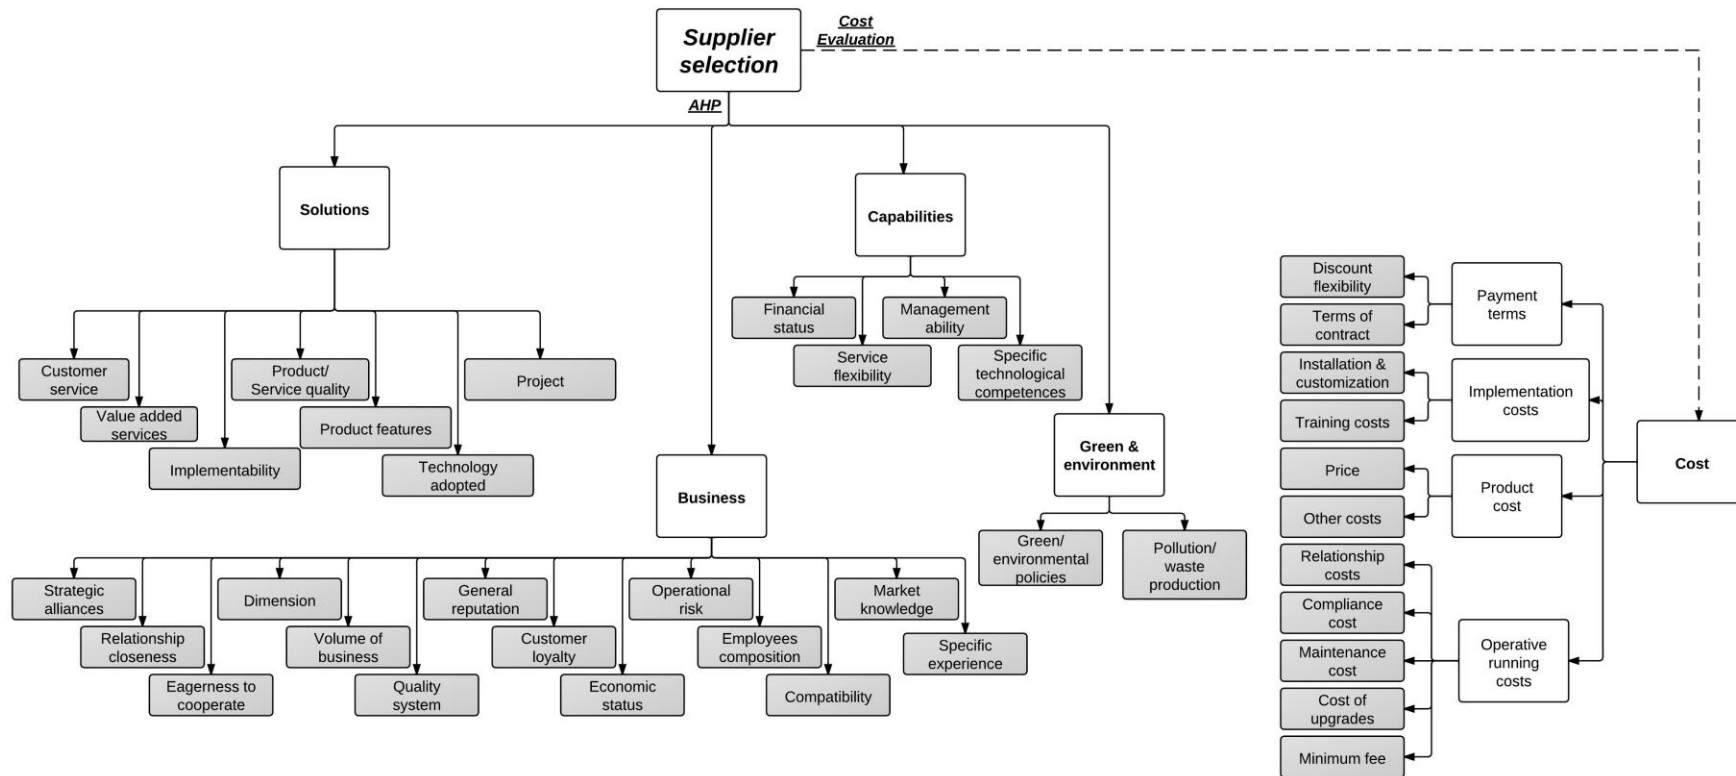 Supplier
selection
Cost
Evaluation
AHP
Solutions
Customer
service
Value added
services
Implementability
Product/
Service quality
Product features
Technology
adopted
Project
Business
Strategic
alliances
Relationship
closeness
Eagerness to
cooperate
Dimension
Volume of
business
Quality
system
General
reputation
Customer
loyalty
Economic
status
Operational
risk
Employees
composition
Compatibility
Market
knowledge
Specific
experience
Capabilities
Financial
status
Service
flexibility
Management
ability
Specific
technological
competences
Green &
environment
Green/
environmental
policies
Pollution/
waste
production
Cost
Payment
terms
Discount
flexibility
Terms of
contract
Implementation
costs
Installation &
customization
Training costs
Product
cost
Price
Other costs
Operative
running
costs
Relationship
costs
Compliance
cost
Maintenance
cost
Cost of
upgrades
Minimum fee